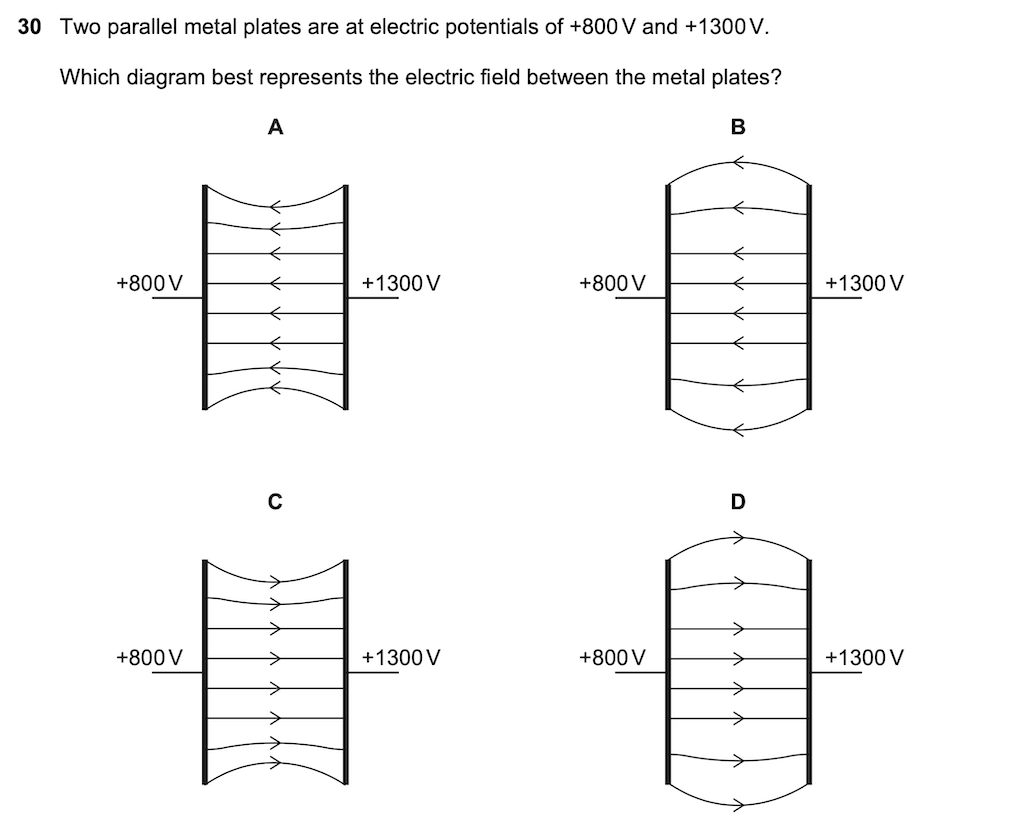 30 Two parallel metal plates are at electric potentials of +800 V and +1300 V.
Which diagram best represents the electric field between the metal plates?
A
B
+800 V
+1300 V
+800 V
+1300 V
C
D
+800 V
+1300 V
+800 V
+1300 V